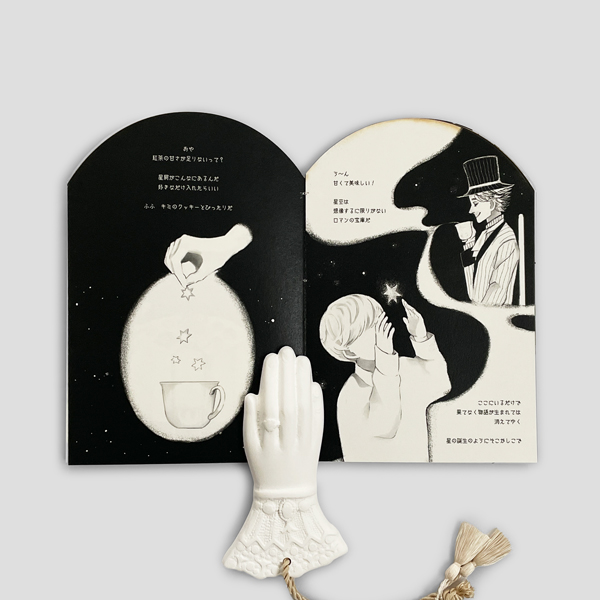 おや
紅茶の甘さが足りないって？
星屑がこんなにあるんだ
好きなだけ入れたらいい
ふふ キミのクッキーとぴったりだ
う〜ん
甘くて美味しい！
星空は
想像するに限りがない
ロマンの宝庫だ
ここにいるだけで
果てなく物語が生まれては
消えてゆく
星の誕生のようにそこかしこで